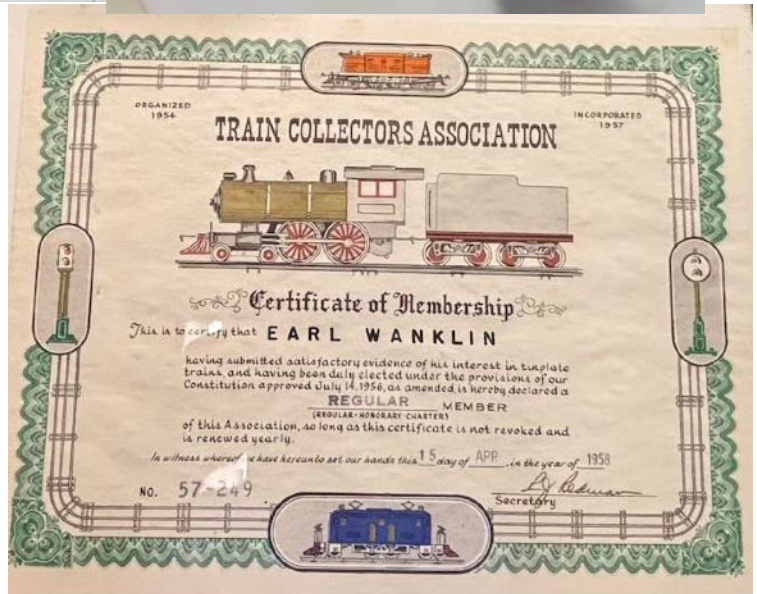 ORGANIZED
1954
INCORPORATED
1957
TRAIN COLLECTORS ASSOCIATION
Certificate of Membership
This is to certify that EARL WANKLIN
having submitted satisfactory evidence of his interest in tinplate
trains, and having been duly elected under the provisions of our
Constitution approved July 14, 1956, as amended, is hereby declared a
REGULAR MEMBER
(REGULAR-HONORARY-CHARTER)
of this Association, so long as this certificate is not revoked and
is renewed yearly.
In witness whereof we have hereunto set our hands this 15 day of APR , in the year of 1958
NO. 57-249
Redman
Secretary